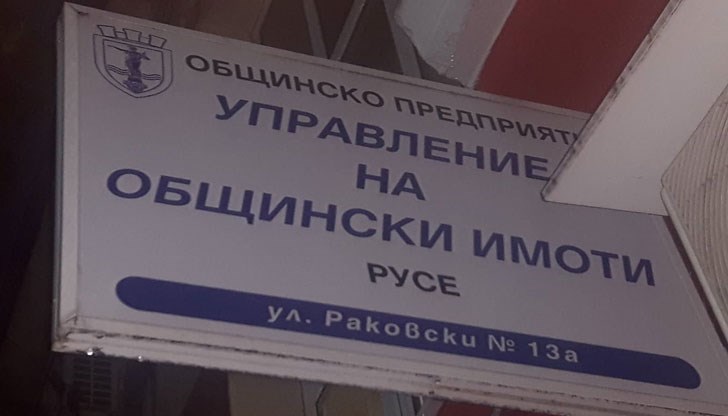 ОБЩИНСКО ПРЕДПРИЯТИ
УПРАВЛЕНИЕ
НА
ОБЩИНСКИ ИМОТИ
РУСЕ
ул. Раковски № 13а